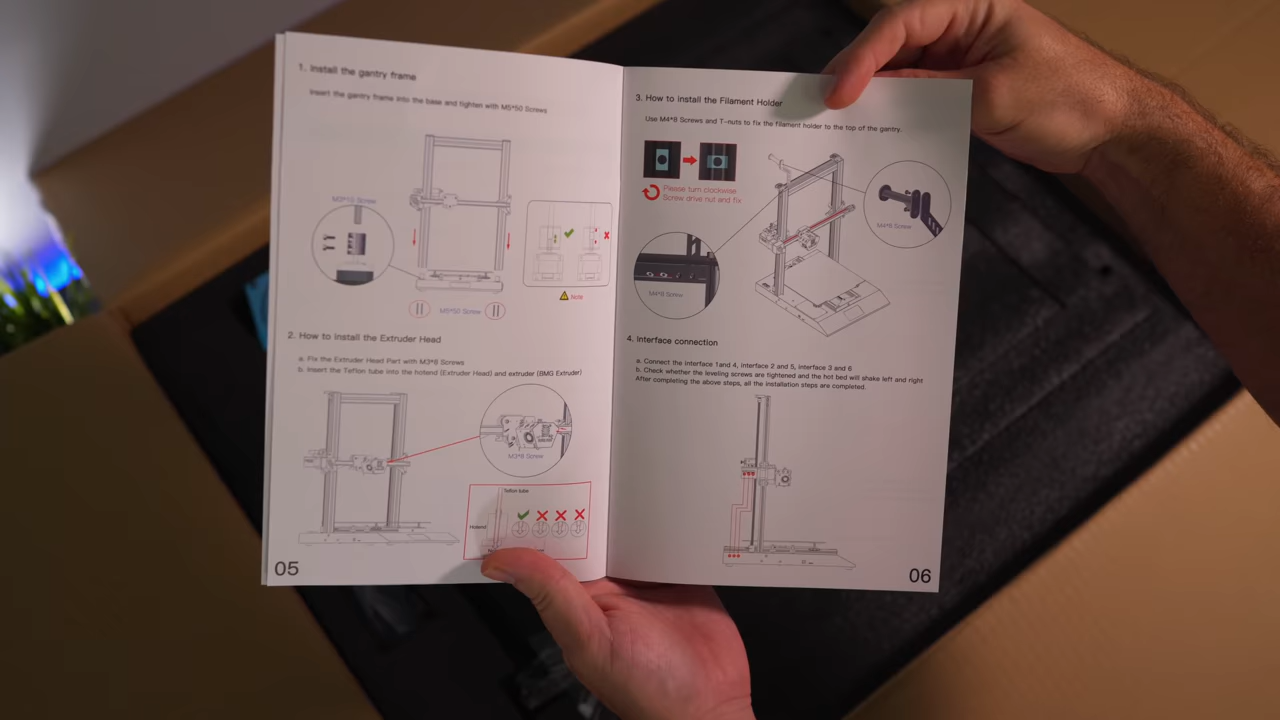 1. Install the gantry frame
Insert the gantry frame into the base and tighten with M5*50 Screws
M5*50 Screw
Note
2. How to install the Extruder Head
a: Fix the Extruder Head Part with M3*8 Screws
b: Insert the Teflon tube into the hotend (Extruder Head) and extruder (BMG Extruder)
M3*8 Screw
Teflon tube
Hotend
05
3. How to install the Filament Holder
Use M4*8 Screws and T-nuts to fix the filament holder to the top of the gantry.
Please turn clockwise
Screw drive nut and fix
M4*8 Screw
M4*8 Screw
4. Interface connection
a. Connect the interface 1and 4, interface 2 and 5, interface 3 and 6
b. Check whether the leveling screws are tightened and the hot bed will shake left and right
After completing the above steps, all the installation steps are completed.
06